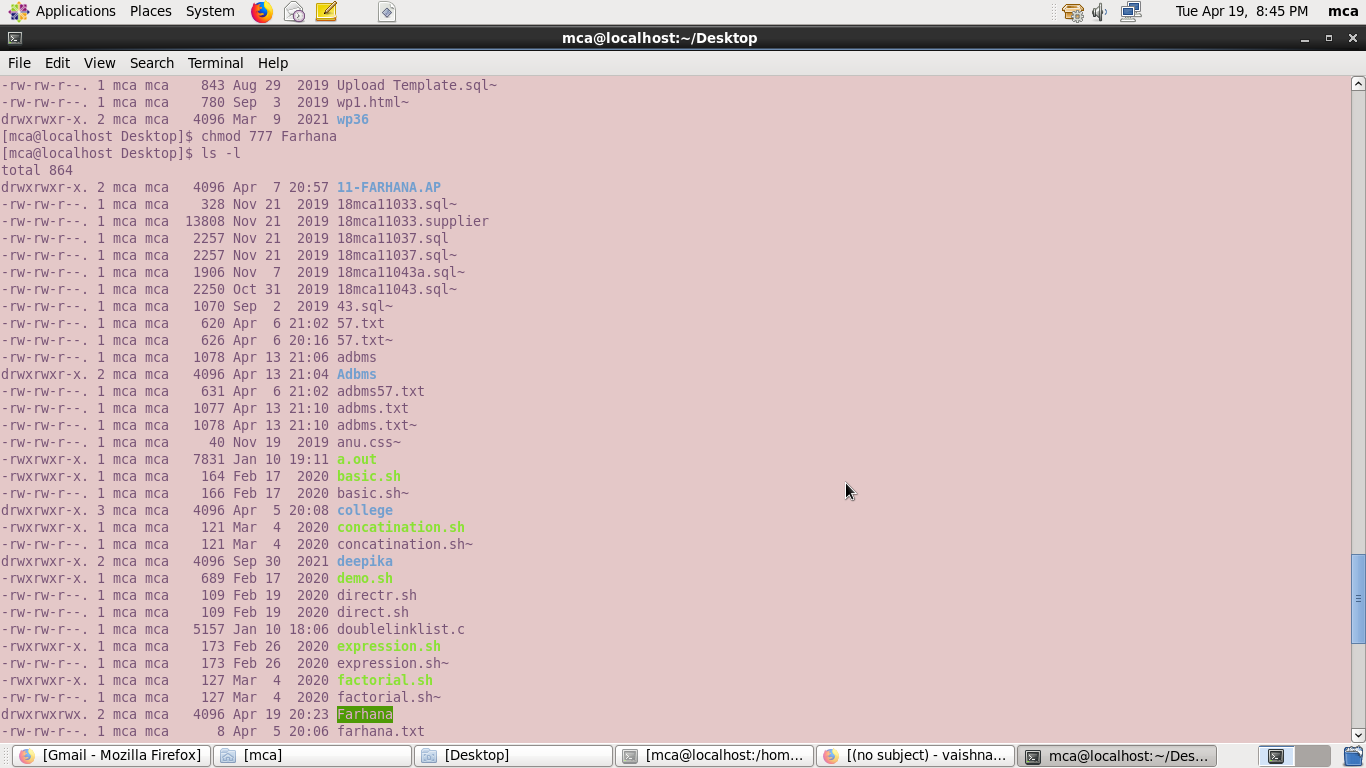 Applications Places System Tue Apr 19, 8:45 PM mca
mca@localhost:~/Desktop
File Edit View Search Terminal Help
-rw-rw-r--. 1 mca mca    843 Aug 29  2019 Upload Template.sql~
-rw-rw-r--. 1 mca mca    780 Sep  3  2019 wp1.html~
drwxrwxr-x. 2 mca mca   4096 Mar  9  2021 wp36
[mca@localhost Desktop]$ chmod 777 Farhana
[mca@localhost Desktop]$ ls -l
total 864
drwxrwxr-x. 2 mca mca   4096 Apr  7 20:57 11-FARHANA.AP
-rw-rw-r--. 1 mca mca    328 Nov 21  2019 18mca11033.sql~
-rw-rw-r--. 1 mca mca  13808 Nov 21  2019 18mca11033.supplier
-rw-rw-r--. 1 mca mca   2257 Nov 21  2019 18mca11037.sql
-rw-rw-r--. 1 mca mca   2257 Nov 21  2019 18mca11037.sql~
-rw-rw-r--. 1 mca mca   1906 Nov  7  2019 18mca11043a.sql~
-rw-rw-r--. 1 mca mca   2250 Oct 31  2019 18mca11043.sql~
-rw-rw-r--. 1 mca mca   1070 Sep  2  2019 43.sql~
-rw-rw-r--. 1 mca mca    620 Apr  6 21:02 57.txt
-rw-rw-r--. 1 mca mca    626 Apr  6 20:16 57.txt~
-rw-rw-r--. 1 mca mca   1078 Apr 13 21:06 adbms
drwxrwxr-x. 2 mca mca   4096 Apr 13 21:04 Adbms
-rw-rw-r--. 1 mca mca    631 Apr  6 21:02 adbms57.txt
-rw-rw-r--. 1 mca mca   1077 Apr 13 21:10 adbms.txt
-rw-rw-r--. 1 mca mca   1078 Apr 13 21:10 adbms.txt~
-rw-rw-r--. 1 mca mca     40 Nov 19  2019 anu.css~
-rwxrwxr-x. 1 mca mca   7831 Jan 10 19:11 a.out
-rwxrwxr-x. 1 mca mca    164 Feb 17  2020 basic.sh
-rw-rw-r--. 1 mca mca    166 Feb 17  2020 basic.sh~
drwxrwxr-x. 3 mca mca   4096 Apr  5 20:08 college
-rwxrwxr-x. 1 mca mca    121 Mar  4  2020 concatination.sh
-rw-rw-r--. 1 mca mca    121 Mar  4  2020 concatination.sh~
drwxrwxr-x. 2 mca mca   4096 Sep 30  2021 deepika
-rwxrwxr-x. 1 mca mca    689 Feb 17  2020 demo.sh
-rw-rw-r--. 1 mca mca    109 Feb 19  2020 directr.sh
-rw-rw-r--. 1 mca mca    109 Feb 19  2020 direct.sh
-rw-rw-r--. 1 mca mca   5157 Jan 10 18:06 doublelinklist.c
-rwxrwxr-x. 1 mca mca    173 Feb 26  2020 expression.sh
-rw-rw-r--. 1 mca mca    173 Feb 26  2020 expression.sh~
-rwxrwxr-x. 1 mca mca    127 Mar  4  2020 factorial.sh
-rw-rw-r--. 1 mca mca    127 Mar  4  2020 factorial.sh~
drwxrwxrwx. 2 mca mca   4096 Apr 19 20:23 Farhana
-rw-rw-r--. 1 mca mca      8 Apr  5 20:06 farhana.txt
[Gmail - Mozilla Firefox] [mca] [Desktop] [mca@localhost:/hom... [(no subject) - vaishna... mca@localhost:~/Des...